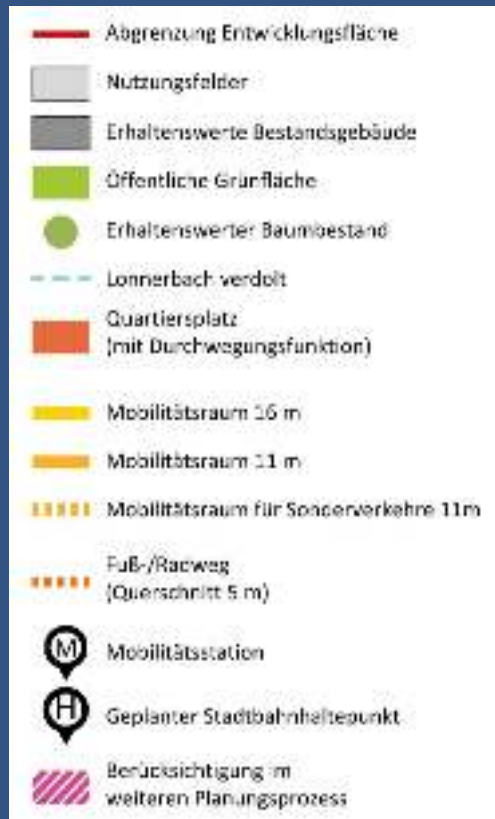 Abgrenzung Entwicklungsfläche
Nutzungsfelder
Erhaltenswerte Bestandsgebäude
Öffentliche Grünfläche
Erhaltenswerter Baumbestand
Lonnerbach verdolt
Quartiersplatz
(mit Durchwegungsfunktion)
Mobilitätsraum 16 m
Mobilitätsraum 11 m
Mobilitätsraum für Sonderverkehre 11m
Fuß-/Radweg
(Querschnitt 5 m)
M
Mobilitätsstation
H
Geplanter Stadtbahnhaltepunkt
Berücksichtigung im
weiteren Planungsprozess